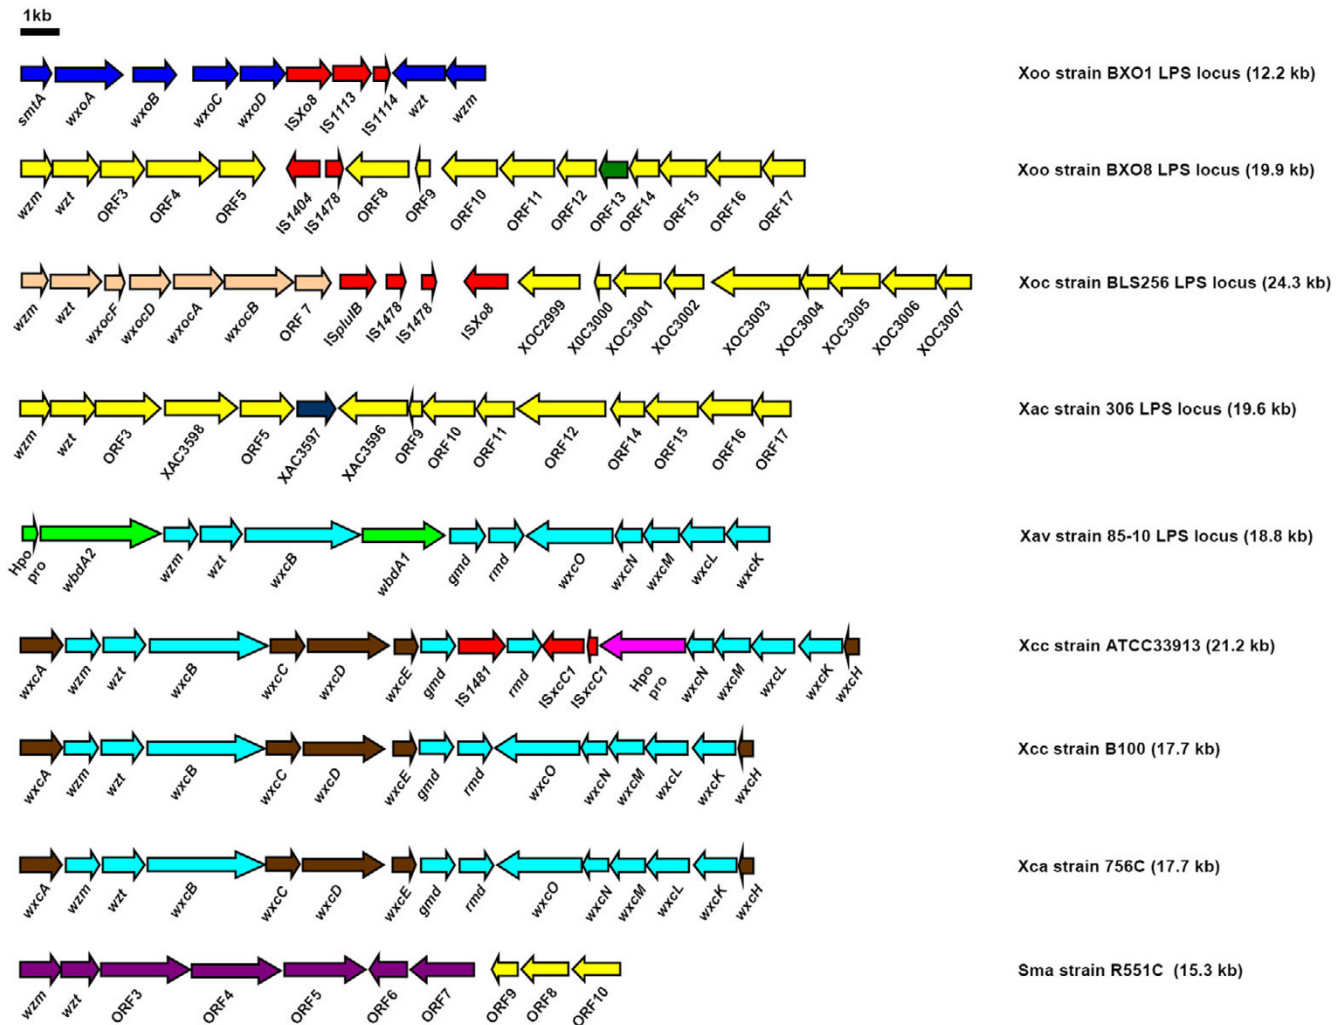 1kb
smtA wxoA wxoB wxoC wxoD ISXo8 IS1113 IS1114 wzt wzm
Xoo strain BXO1 LPS locus (12.2 kb)
wzm wzt ORF3 ORF4 ORF5 IS1404 IS1478 ORF8 ORF9 ORF10 ORF11 ORF12 ORF13 ORF14 ORF15 ORF16 ORF17
Xoo strain BXO8 LPS locus (19.9 kb)
wzm wzt wxocF wxocD wxocA wxocB ORF 7 ISpluIB IS1478 IS1478 ISXo8 XOC2999 X0C3000 XOC3001 XOC3002 XOC3003 XOC3004 XOC3005 XOC3006 XOC3007
Xoc strain BLS256 LPS locus (24.3 kb)
wzm wzt ORF3 XAC3598 ORF5 XAC3597 XAC3596 ORF9 ORF10 ORF11 ORF12 ORF14 ORF15 ORF16 ORF17
Xac strain 306 LPS locus (19.6 kb)
Hpo pro wbdA2 wzm wzt wxcB wbdA1 gmd rmd wxcO wxcN wxcM wxcL wxcK
Xav strain 85-10 LPS locus (18.8 kb)
wxcA wzm wzt wxcB wxcC wxcD wxcE gmd IS1481 rmd ISxcC1 ISxcC1 Hpo pro wxcN wxcM wxcL wxcK wxcH
Xcc strain ATCC33913 (21.2 kb)
wxcA wzm wzt wxcB wxcC wxcD wxcE gmd rmd wxcO wxcN wxcM wxcL wxcK wxcH
Xcc strain B100 (17.7 kb)
wxcA wzm wzt wxcB wxcC wxcD wxcE gmd rmd wxcO wxcN wxcM wxcL wxcK wxcH
Xca strain 756C (17.7 kb)
wzm wzt ORF3 ORF4 ORF5 ORF6 ORF7 ORF9 ORF8 ORF10
Sma strain R551C (15.3 kb)